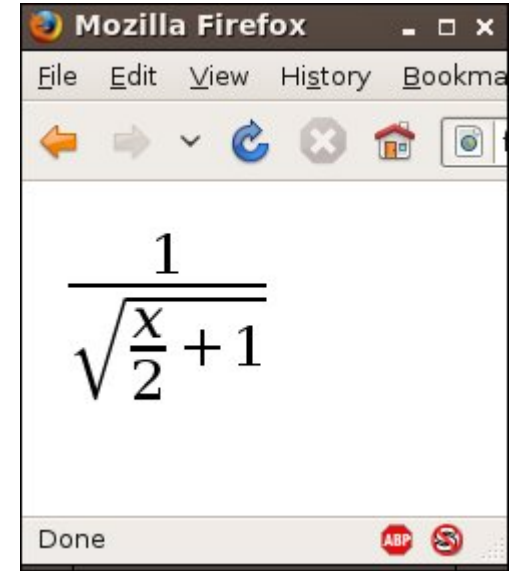 Mozilla Firefox
File Edit View History Bookma
1
x
2
+ 1
Done ABP